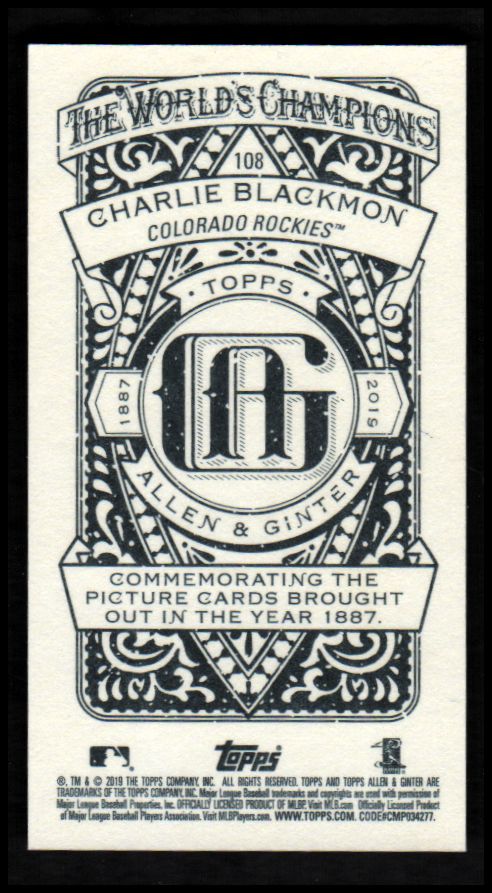 THE WORLD'S CHAMPIONS
108
CHARLIE BLACKMON
COLORADO ROCKIES™
· TOPPS ·
AG
1887
2019
ALLEN & GINTER
COMMEMORATING THE
PICTURE CARDS BROUGHT
OUT IN THE YEAR 1887.
topps
®, TM & © 2019 THE TOPPS COMPANY, INC. ALL RIGHTS RESERVED. TOPPS AND TOPPS ALLEN & GINTER ARE
TRADEMARKS OF THE TOPPS COMPANY, INC. Major League Baseball trademarks and copyrights are used with permission of
Major League Baseball Properties, Inc. OFFICIALLY LICENSED PRODUCT OF MLBP. Visit MLB.com Officially Licensed Product
of Major League Baseball Players Association. Visit MLBPlayers.com. WWW.TOPPS.COM. CODE#CMP034277.